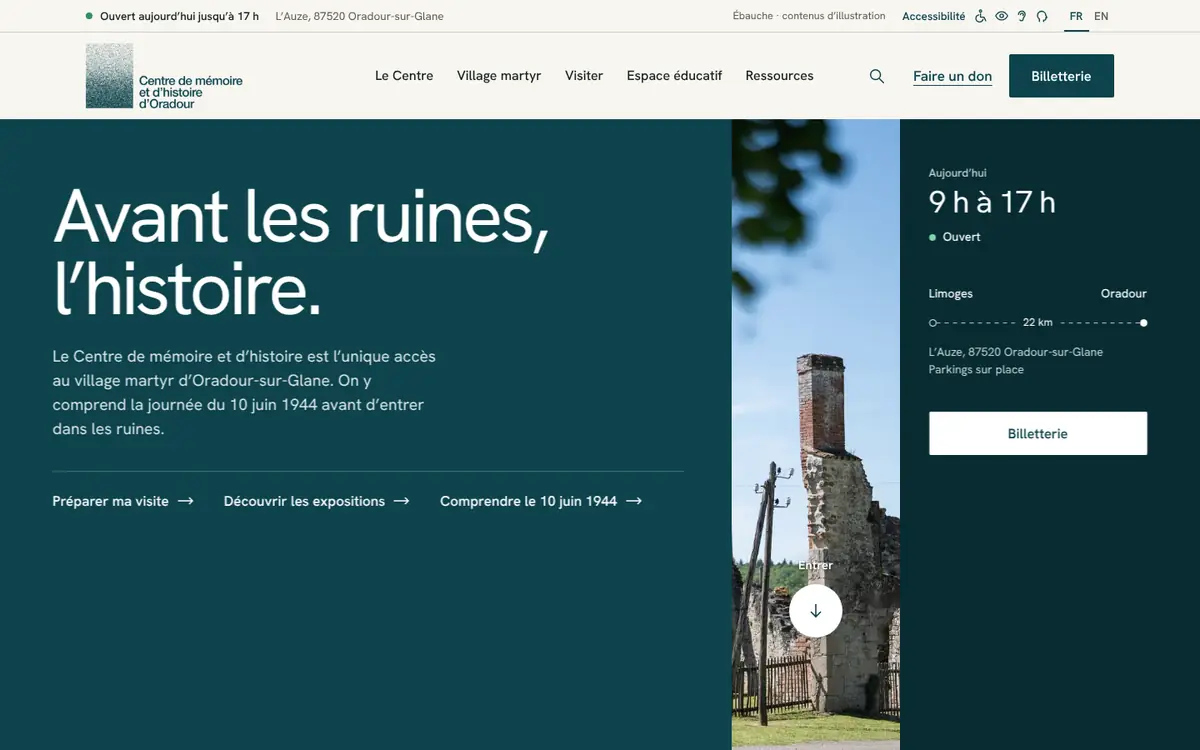 Ouvert aujourd’hui jusqu’à 17 h
L’Auze, 87520 Oradour-sur-Glane
Ébauche · contenus d’illustration
Accessibilité
FR
EN
Centre de mémoire
et d’histoire
d’Oradour
Le Centre
Village martyr
Visiter
Espace éducatif
Ressources
Faire un don
Billetterie
Avant les ruines,
l’histoire.
Le Centre de mémoire et d’histoire est l’unique accès
au village martyr d’Oradour-sur-Glane. On y
comprend la journée du 10 juin 1944 avant d’entrer
dans les ruines.
Préparer ma visite
Découvrir les expositions
Comprendre le 10 juin 1944
Entrer
Aujourd’hui
9 h à 17 h
Ouvert
Limoges
Oradour
22 km
L’Auze, 87520 Oradour-sur-Glane
Parkings sur place
Billetterie